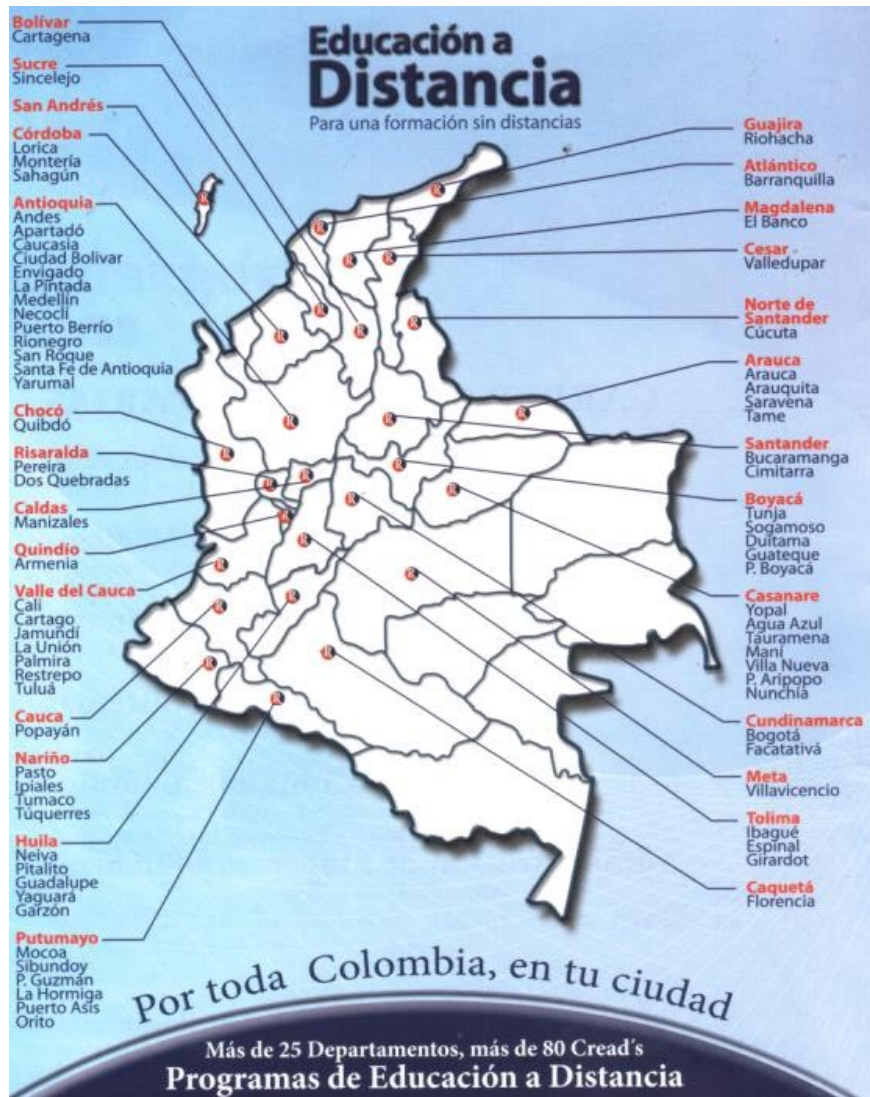 Educación a
Distancia
Para una formación sin distancias
Bolívar
Cartagena
Sucre
Sincelejo
San Andrés
Córdoba
Lorica
Montería
Sahagún
Antioquia
Andes
Apartadó
Caucasia
Ciudad Bolivar
Envigado
La Pintada
Medellín
Necoclí
Puerto Berrío
Rionegro
San Roque
Santa Fe de Antioquia
Yarumal
Chocó
Quibdó
Risaralda
Pereira
Dos Quebradas
Caldas
Manizales
Quindío
Armenia
Valle del Cauca
Cali
Cartago
Jamundí
La Unión
Palmira
Restrepo
Tuluá
Cauca
Popayán
Nariño
Pasto
Ipiales
Tumaco
Túquerres
Huila
Neiva
Pitalito
Guadalupe
Yaguará
Garzón
Putumayo
Mocoa
Sibundoy
P. Guzmán
La Hormiga
Puerto Asís
Orito
Guajira
Riohacha
Atlántico
Barranquilla
Magdalena
El Banco
Cesar
Valledupar
Norte de
Santander
Cúcuta
Arauca
Arauca
Arauquita
Saravena
Tame
Santander
Bucaramanga
Cimitarra
Boyacá
Tunja
Sogamoso
Duitama
Guateque
P. Boyacá
Casanare
Yopal
Agua Azul
Tauramena
Maní
Villa Nueva
P. Aripopo
Nunchía
Cundinamarca
Bogotá
Facatativá
Meta
Villavicencio
Tolima
Ibagué
Espinal
Girardot
Caquetá
Florencia
Por toda Colombia, en tu ciudad
Más de 25 Departamentos, más de 80 Cread´s
Programas de Educación a Distancia